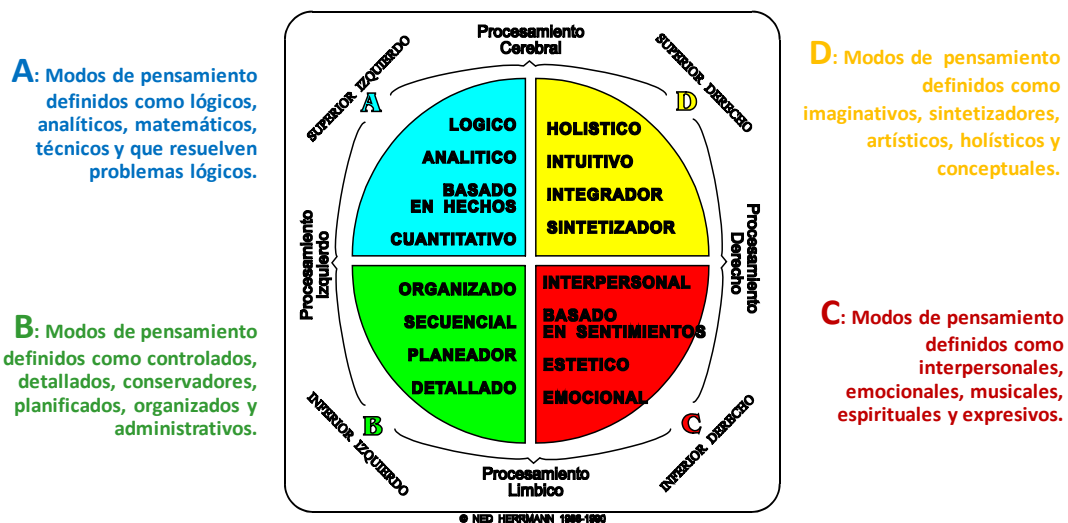 A: Modos de pensamiento
definidos como lógicos,
analíticos, matemáticos,
técnicos y que resuelven
problemas lógicos.
B: Modos de pensamiento
definidos como controlados,
detallados, conservadores,
planificados, organizados y
administrativos.
Procesamiento
Cerebral
SUPERIOR IZQUIERDO
SUPERIOR DERECHO
A
D
LOGICO
ANALITICO
BASADO
EN HECHOS
CUANTITATIVO
HOLISTICO
INTUITIVO
INTEGRADOR
SINTETIZADOR
Procesamiento
Izquierdo
Procesamiento
Derecho
ORGANIZADO
SECUENCIAL
PLANEADOR
DETALLADO
INTERPERSONAL
BASADO
EN SENTIMIENTOS
ESTETICO
EMOCIONAL
B
C
INFERIOR IZQUIERDO
INFERIOR DERECHO
Procesamiento
Limbico
© NED HERRMANN 1986-1990
D: Modos de pensamiento
definidos como
imaginativos, sintetizadores,
artísticos, holísticos y
conceptuales.
C: Modos de pensamiento
definidos como
interpersonales,
emocionales, musicales,
espirituales y expresivos.